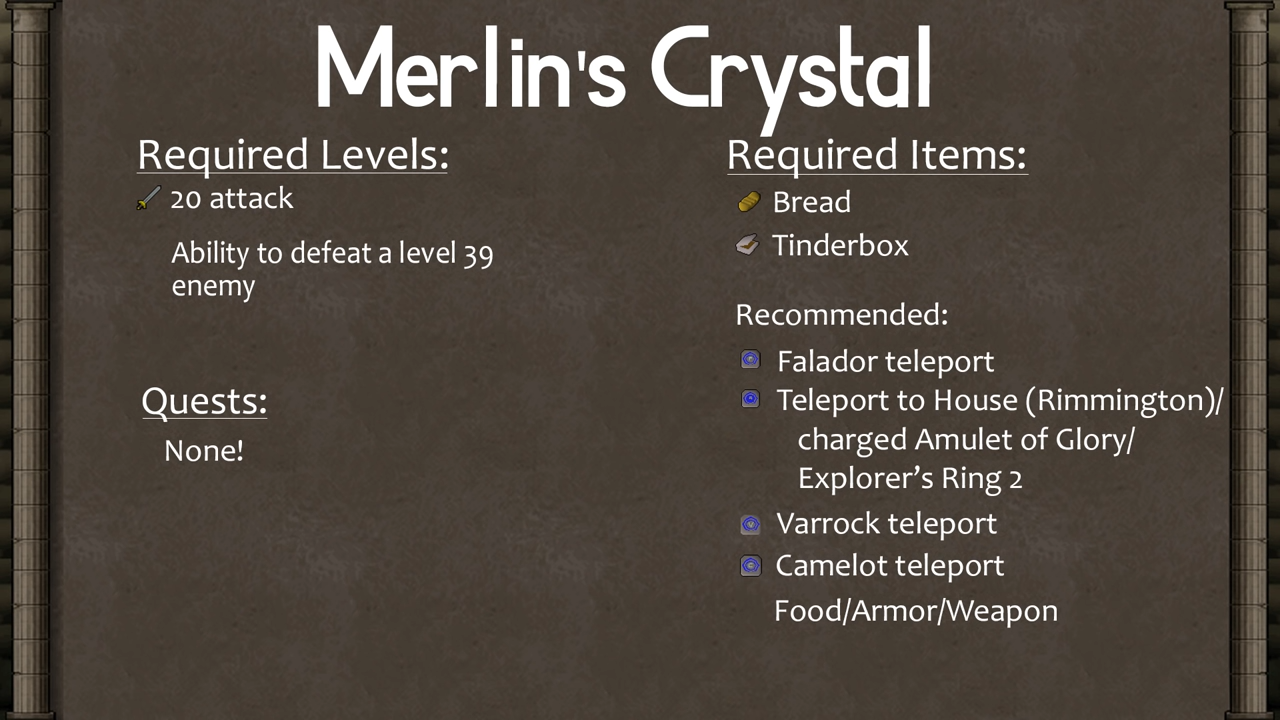 Merlin's Crystal
Required Levels:
20 attack
Ability to defeat a level 39
enemy
Quests:
None!
Required Items:
Bread
Tinderbox
Recommended:
Falador teleport
Teleport to House (Rimmington)/
charged Amulet of Glory/
Explorer’s Ring 2
Varrock teleport
Camelot teleport
Food/Armor/Weapon